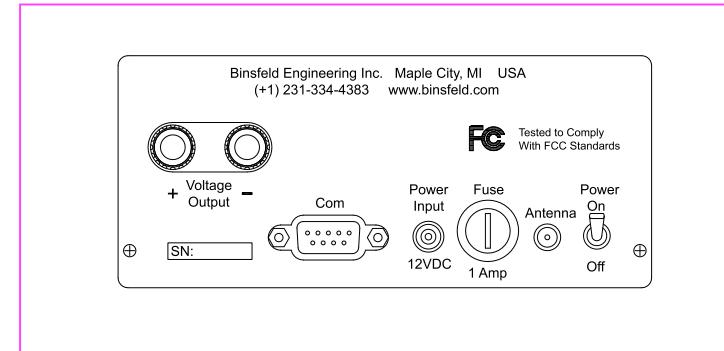 Binsfeld Engineering Inc. Maple City, MI USA
(+1) 231-334-4383 www.binsfeld.com
FC Tested to Comply
With FCC Standards
+ Voltage −
Output
Com
Power
Input
12VDC
Fuse
1 Amp
Antenna
Power
On
Off
SN: